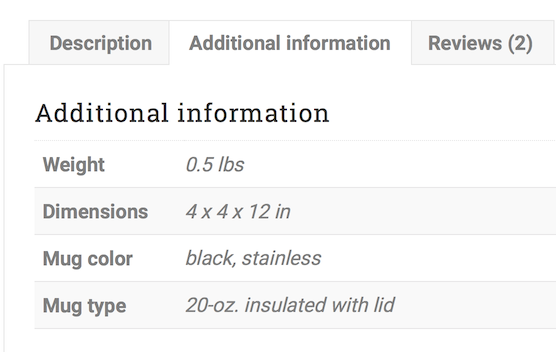 Description Additional information Reviews (2)
Additional information
Weight 0.5 lbs
Dimensions 4 x 4 x 12 in
Mug color black, stainless
Mug type 20-oz. insulated with lid